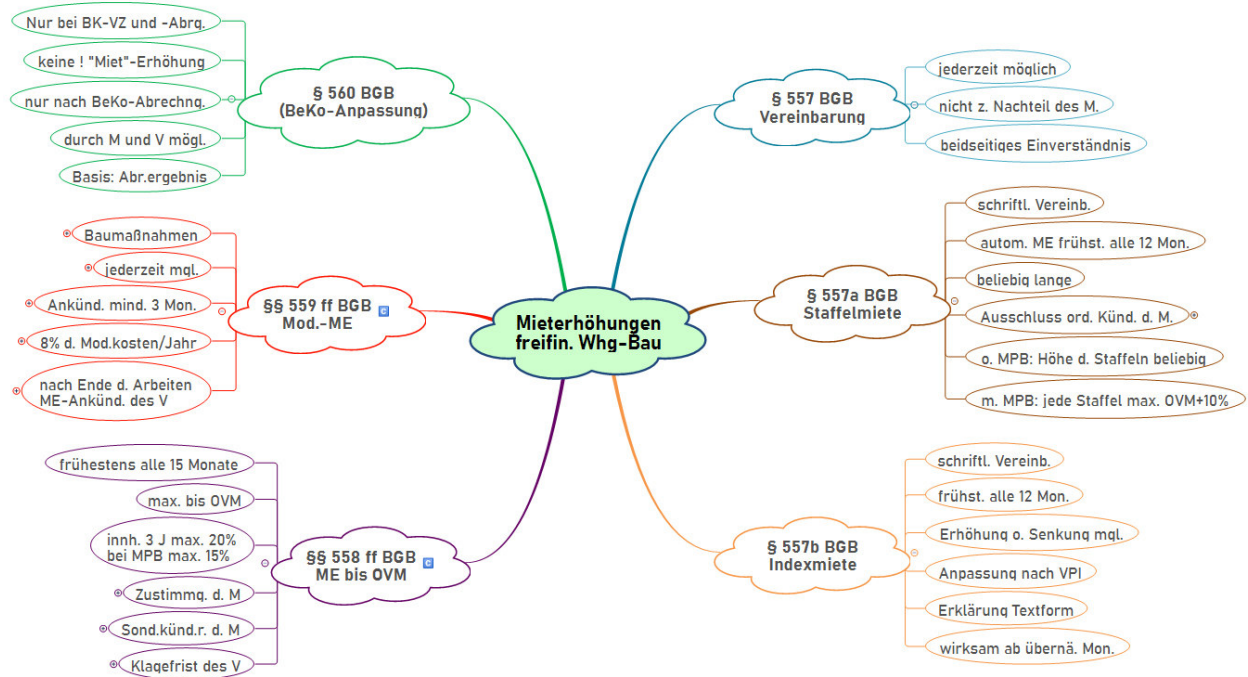 Mieterhöhungen
freifin. Whg-Bau
§ 560 BGB
(BeKo-Anpassung)
Nur bei BK-VZ und -Abrg.
keine ! "Miet"-Erhöhung
nur nach BeKo-Abrechng.
durch M und V mögl.
Basis: Abr.ergebnis
§§ 559 ff BGB
Mod.-ME
Baumaßnahmen
jederzeit mgl.
Ankünd. mind. 3 Mon.
8% d. Mod.kosten/Jahr
nach Ende d. Arbeiten
ME-Ankünd. des V
§§ 558 ff BGB
ME bis OVM
frühestens alle 15 Monate
max. bis OVM
innh. 3 J max. 20%
bei MPB max. 15%
Zustimmg. d. M
Sond.künd.r. d. M
Klagefrist des V
§ 557 BGB
Vereinbarung
jederzeit möglich
nicht z. Nachteil des M.
beidseitiges Einverständnis
§ 557a BGB
Staffelmiete
schriftl. Vereinb.
autom. ME frühst. alle 12 Mon.
beliebig lange
Ausschluss ord. Künd. d. M.
o. MPB: Höhe d. Staffeln beliebig
m. MPB: jede Staffel max. OVM+10%
§ 557b BGB
Indexmiete
schriftl. Vereinb.
frühst. alle 12 Mon.
Erhöhung o. Senkung mgl.
Anpassung nach VPI
Erklärung Textform
wirksam ab übernä. Mon.